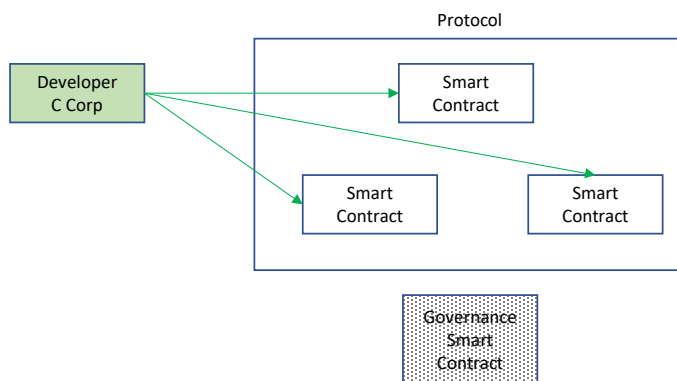 Protocol
Developer
C Corp
Smart
Contract
Smart
Contract
Smart
Contract
Governance
Smart
Contract